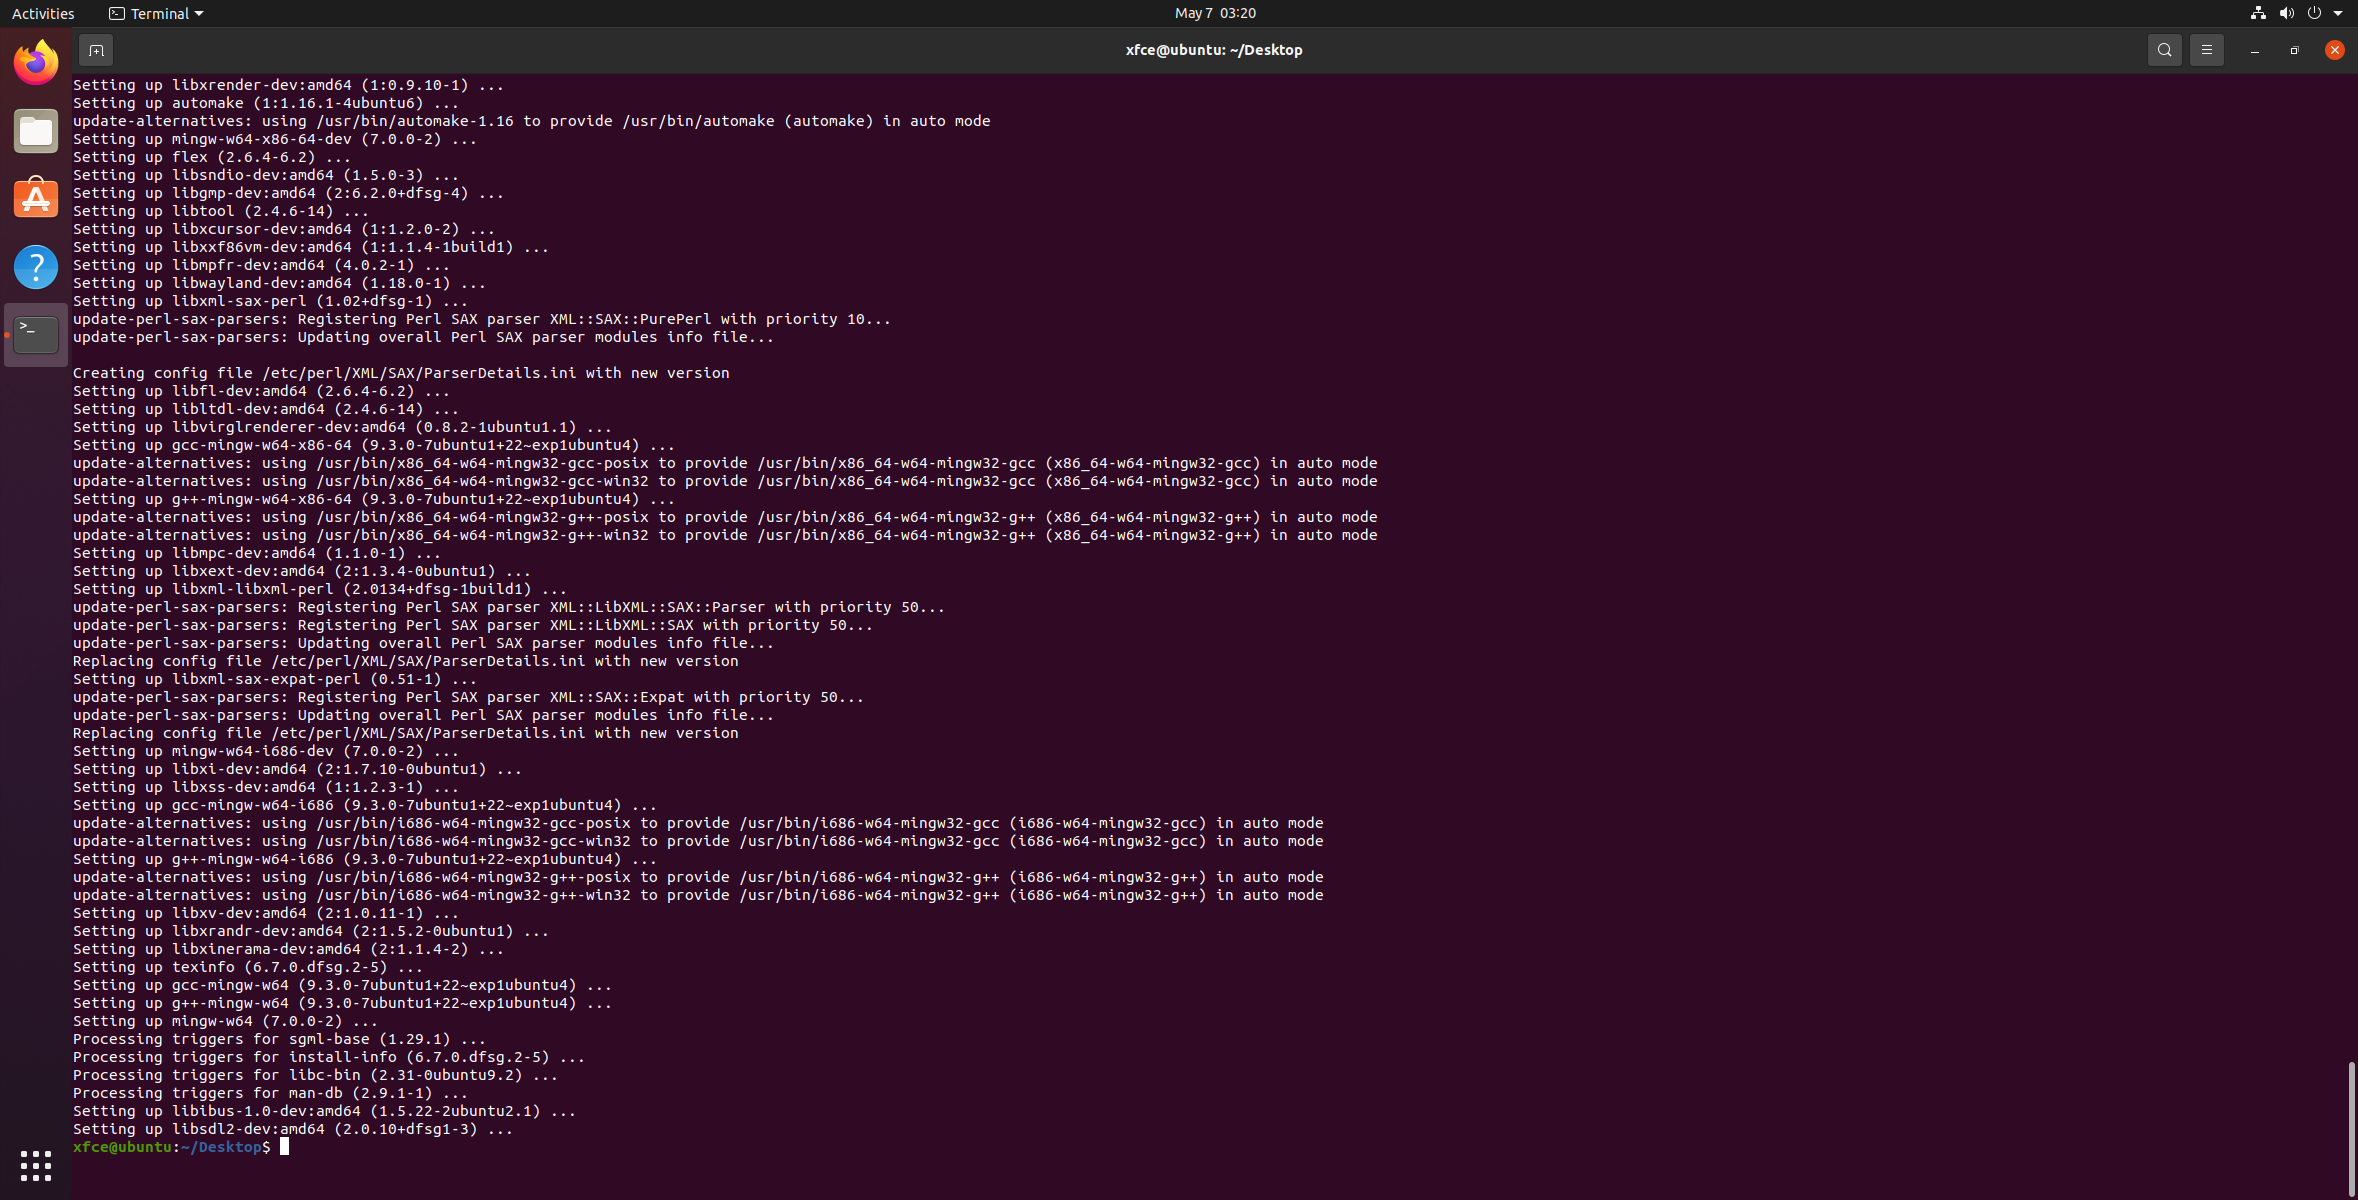 Activities
Terminal
May 7 03:20
xfce@ubuntu: ~/Desktop
Setting up libxrender-dev:amd64 (1:0.9.10-1) ...
Setting up automake (1:1.16.1-4ubuntu6) ...
update-alternatives: using /usr/bin/automake-1.16 to provide /usr/bin/automake (automake) in auto mode
Setting up mingw-w64-x86-64-dev (7.0.0-2) ...
Setting up flex (2.6.4-6.2) ...
Setting up libsndio-dev:amd64 (1.5.0-3) ...
Setting up libgmp-dev:amd64 (2:6.2.0+dfsg-4) ...
Setting up libtool (2.4.6-14) ...
Setting up libxcursor-dev:amd64 (1:1.2.0-2) ...
Setting up libxxf86vm-dev:amd64 (1:1.1.4-1build1) ...
Setting up libmpfr-dev:amd64 (4.0.2-1) ...
Setting up libwayland-dev:amd64 (1.18.0-1) ...
Setting up libxml-sax-perl (1.02+dfsg-1) ...
update-perl-sax-parsers: Registering Perl SAX parser XML::SAX::PurePerl with priority 10...
update-perl-sax-parsers: Updating overall Perl SAX parser modules info file...
Creating config file /etc/perl/XML/SAX/ParserDetails.ini with new version
Setting up libfl-dev:amd64 (2.6.4-6.2) ...
Setting up libltdl-dev:amd64 (2.4.6-14) ...
Setting up libvirglrenderer-dev:amd64 (0.8.2-1ubuntu1.1) ...
Setting up gcc-mingw-w64-x86-64 (9.3.0-7ubuntu1+22~exp1ubuntu4) ...
update-alternatives: using /usr/bin/x86_64-w64-mingw32-gcc-posix to provide /usr/bin/x86_64-w64-mingw32-gcc (x86_64-w64-mingw32-gcc) in auto mode
update-alternatives: using /usr/bin/x86_64-w64-mingw32-gcc-win32 to provide /usr/bin/x86_64-w64-mingw32-gcc (x86_64-w64-mingw32-gcc) in auto mode
Setting up g++-mingw-w64-x86-64 (9.3.0-7ubuntu1+22~exp1ubuntu4) ...
update-alternatives: using /usr/bin/x86_64-w64-mingw32-g++-posix to provide /usr/bin/x86_64-w64-mingw32-g++ (x86_64-w64-mingw32-g++) in auto mode
update-alternatives: using /usr/bin/x86_64-w64-mingw32-g++-win32 to provide /usr/bin/x86_64-w64-mingw32-g++ (x86_64-w64-mingw32-g++) in auto mode
Setting up libmpc-dev:amd64 (1.1.0-1) ...
Setting up libxext-dev:amd64 (2:1.3.4-0ubuntu1) ...
Setting up libxml-libxml-perl (2.0134+dfsg-1build1) ...
update-perl-sax-parsers: Registering Perl SAX parser XML::LibXML::SAX::Parser with priority 50...
update-perl-sax-parsers: Registering Perl SAX parser XML::LibXML::SAX with priority 50...
update-perl-sax-parsers: Updating overall Perl SAX parser modules info file...
Replacing config file /etc/perl/XML/SAX/ParserDetails.ini with new version
Setting up libxml-sax-expat-perl (0.51-1) ...
update-perl-sax-parsers: Registering Perl SAX parser XML::SAX::Expat with priority 50...
update-perl-sax-parsers: Updating overall Perl SAX parser modules info file...
Replacing config file /etc/perl/XML/SAX/ParserDetails.ini with new version
Setting up mingw-w64-i686-dev (7.0.0-2) ...
Setting up libxi-dev:amd64 (2:1.7.10-0ubuntu1) ...
Setting up libxss-dev:amd64 (1:1.2.3-1) ...
Setting up gcc-mingw-w64-i686 (9.3.0-7ubuntu1+22~exp1ubuntu4) ...
update-alternatives: using /usr/bin/i686-w64-mingw32-gcc-posix to provide /usr/bin/i686-w64-mingw32-gcc (i686-w64-mingw32-gcc) in auto mode
update-alternatives: using /usr/bin/i686-w64-mingw32-gcc-win32 to provide /usr/bin/i686-w64-mingw32-gcc (i686-w64-mingw32-gcc) in auto mode
Setting up g++-mingw-w64-i686 (9.3.0-7ubuntu1+22~exp1ubuntu4) ...
update-alternatives: using /usr/bin/i686-w64-mingw32-g++-posix to provide /usr/bin/i686-w64-mingw32-g++ (i686-w64-mingw32-g++) in auto mode
update-alternatives: using /usr/bin/i686-w64-mingw32-g++-win32 to provide /usr/bin/i686-w64-mingw32-g++ (i686-w64-mingw32-g++) in auto mode
Setting up libxv-dev:amd64 (2:1.0.11-1) ...
Setting up libxrandr-dev:amd64 (2:1.5.2-0ubuntu1) ...
Setting up libxinerama-dev:amd64 (2:1.1.4-2) ...
Setting up texinfo (6.7.0.dfsg.2-5) ...
Setting up gcc-mingw-w64 (9.3.0-7ubuntu1+22~exp1ubuntu4) ...
Setting up g++-mingw-w64 (9.3.0-7ubuntu1+22~exp1ubuntu4) ...
Setting up mingw-w64 (7.0.0-2) ...
Processing triggers for sgml-base (1.29.1) ...
Processing triggers for install-info (6.7.0.dfsg.2-5) ...
Processing triggers for libc-bin (2.31-0ubuntu9.2) ...
Processing triggers for man-db (2.9.1-1) ...
Setting up libibus-1.0-dev:amd64 (1.5.22-2ubuntu2.1) ...
Setting up libsdl2-dev:amd64 (2.0.10+dfsg1-3) ...
xfce@ubuntu:~/Desktop$